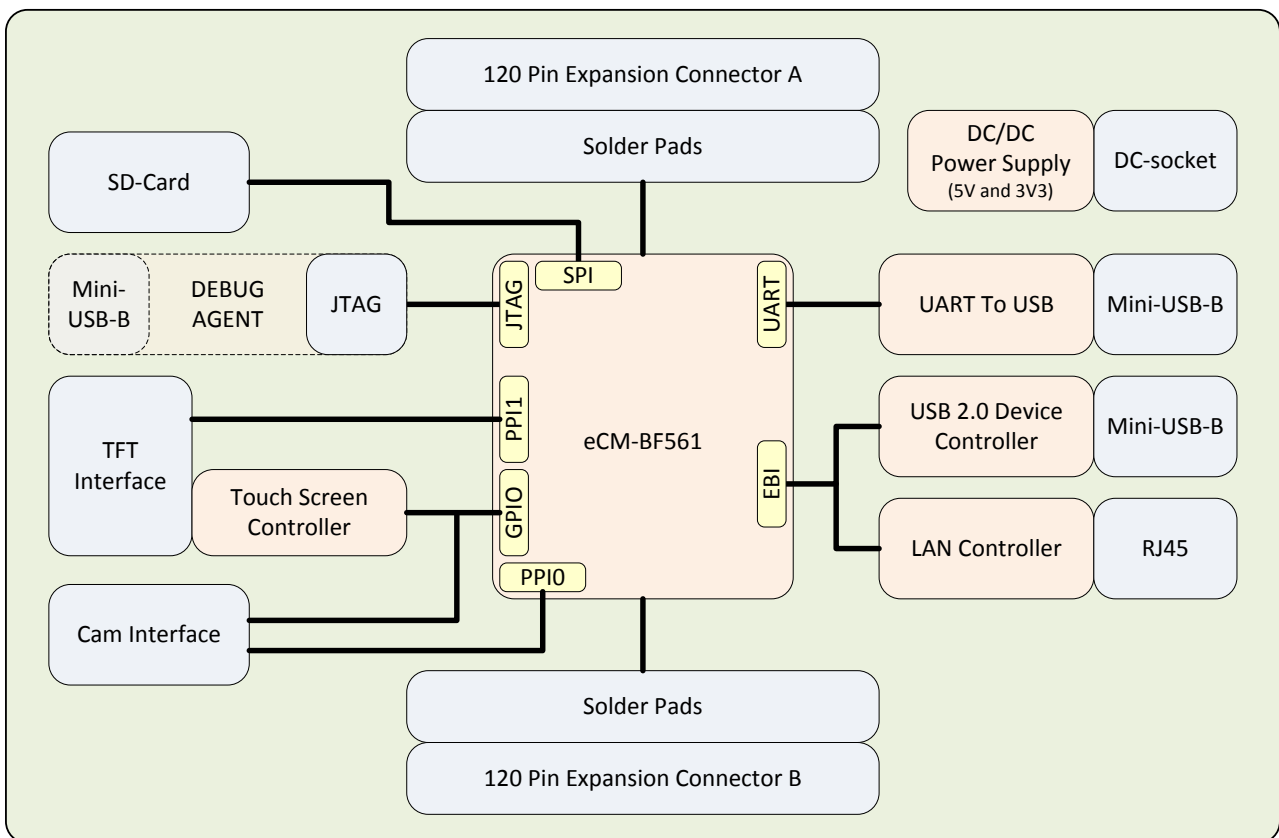 120 Pin Expansion Connector A
Solder Pads
DC/DC
Power Supply
(5V and 3V3)
DC-socket
SD-Card
Mini-
USB-B
DEBUG
AGENT
JTAG
JTAG
SPI
UART
UART To USB
Mini-USB-B
TFT
Interface
PPI1
eCM-BF561
USB 2.0 Device
Controller
Mini-USB-B
Touch Screen
Controller
GPIO
EBI
LAN Controller
RJ45
PPI0
Cam Interface
Solder Pads
120 Pin Expansion Connector B